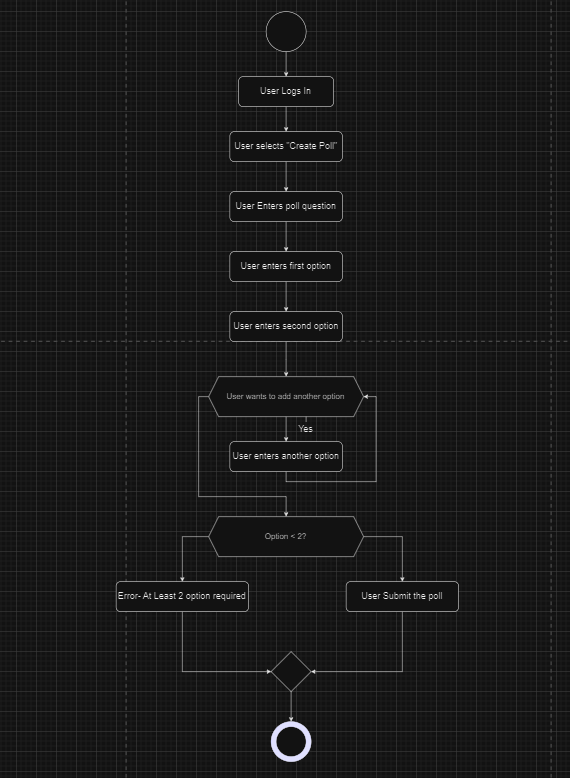 User Logs In
User selects "Create Poll"
User Enters poll question
User enters first option
User enters second option
User wants to add another option
Yes
User enters another option
Option < 2?
Error- At Least 2 option required
User Submit the poll